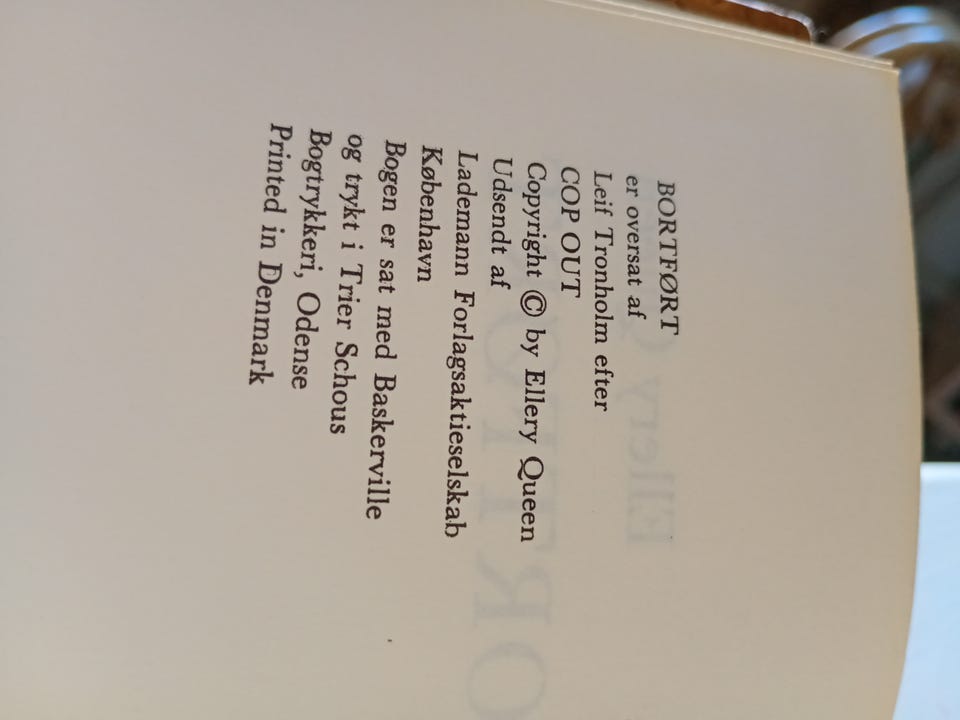 BORTFØRT
er oversat af
Leif Tronholm efter
COP OUT
Copyright © by Ellery Queen
Udsendt af
Lademann Forlagsaktieselskab
København
Bogen er sat med Baskerville
og trykt i Trier Schous
Bogtrykkeri, Odense
Printed in Denmark